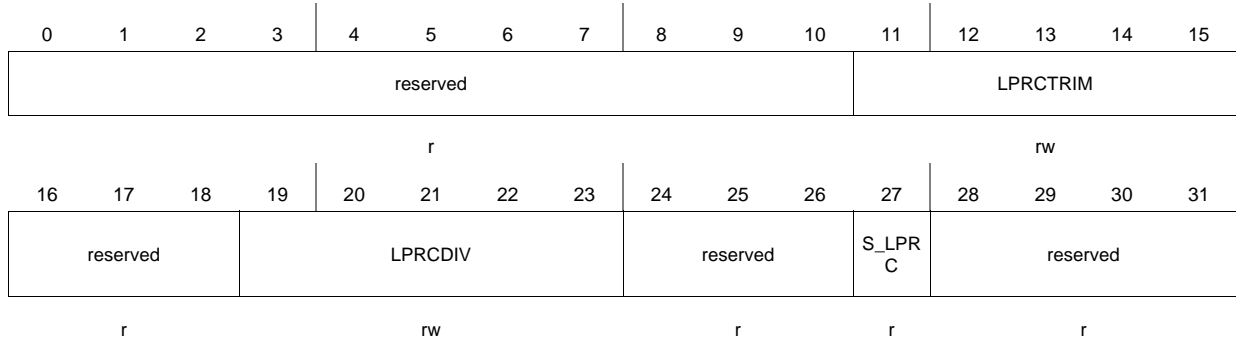 0 1 2 3 4 5 6 7 8 9 10 11 12 13 14 15
reserved LPRCTRIM
r rw
16 17 18 19 20 21 22 23 24 25 26 27 28 29 30 31
reserved LPRCDIV reserved S_LPR
C reserved
r rw r r r